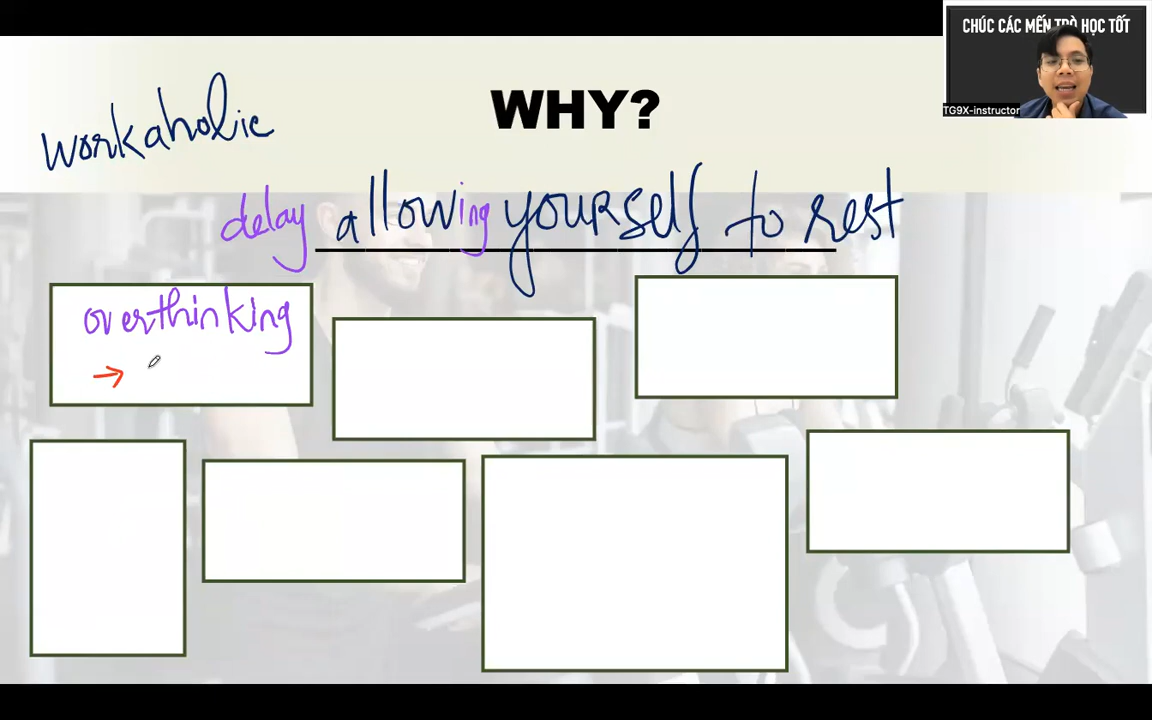 CHÚC CÁC MẾN TRÒ HỌC TỐT
TG9X-instructor
WHY?
workaholic
delay allowing yourself to rest
overthinking
→